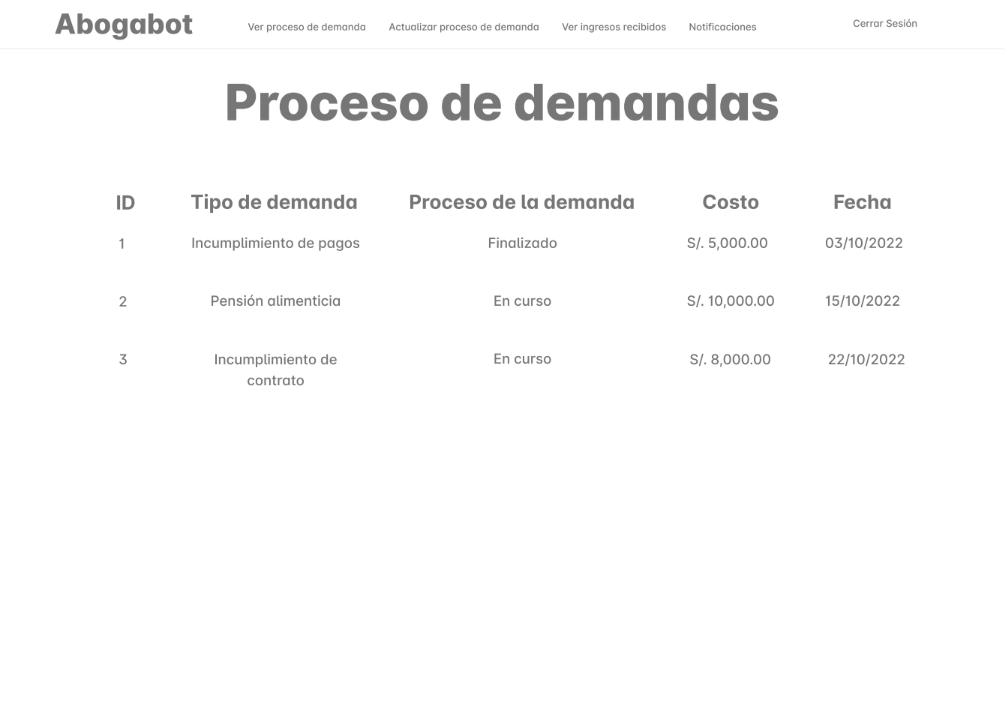 Abogabot Ver proceso de demanda Actualizar proceso de demanda Ver ingresos recibidos Notificaciones Cerrar Sesión
Proceso de demandas
ID Tipo de demanda Proceso de la demanda Costo Fecha
1 Incumplimiento de pagos Finalizado S/. 5,000.00 03/10/2022
2 Pensión alimenticia En curso S/. 10,000.00 15/10/2022
3 Incumplimiento de En curso S/. 8,000.00 22/10/2022
contrato